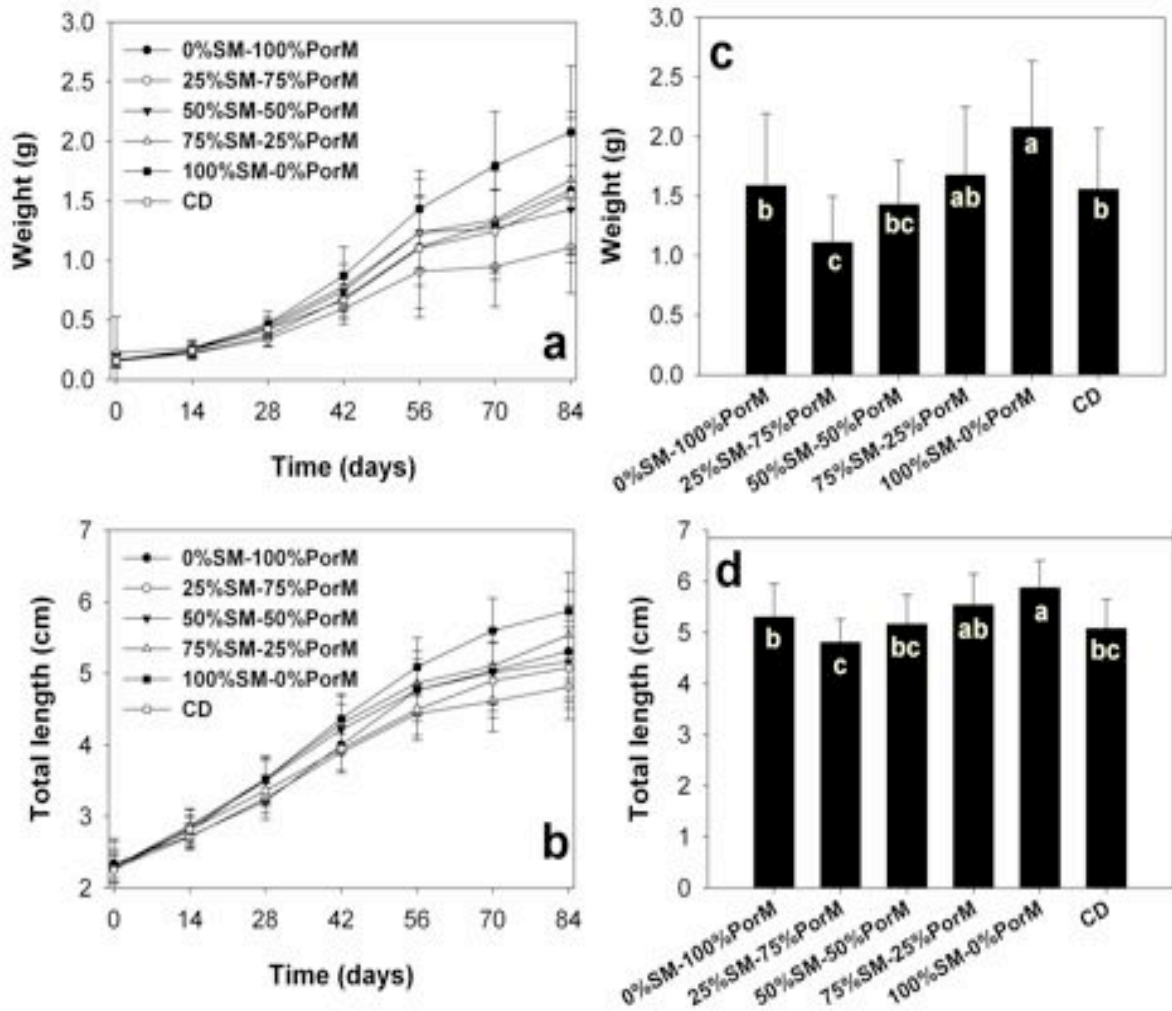 3.0
2.5
2.0
1.5
1.0
0.5
0.0
Weight (g)
0%SM-100%PorM
25%SM-75%PorM
50%SM-50%PorM
75%SM-25%PorM
100%SM-0%PorM
CD
a
0 14 28 42 56 70 84
Time (days)
3.0
2.5
2.0
1.5
1.0
0.5
0.0
Weight (g)
c
b c bc ab a b
0%SM-100%PorM
25%SM-75%PorM
50%SM-50%PorM
75%SM-25%PorM
100%SM-0%PorM
CD
7
6
5
4
3
2
Total length (cm)
0%SM-100%PorM
25%SM-75%PorM
50%SM-50%PorM
75%SM-25%PorM
100%SM-0%PorM
CD
b
0 14 28 42 56 70 84
Time (days)
7
6
5
4
3
2
1
0
Total length (cm)
d
b c bc ab a bc
0%SM-100%PorM
25%SM-75%PorM
50%SM-50%PorM
75%SM-25%PorM
100%SM-0%PorM
CD